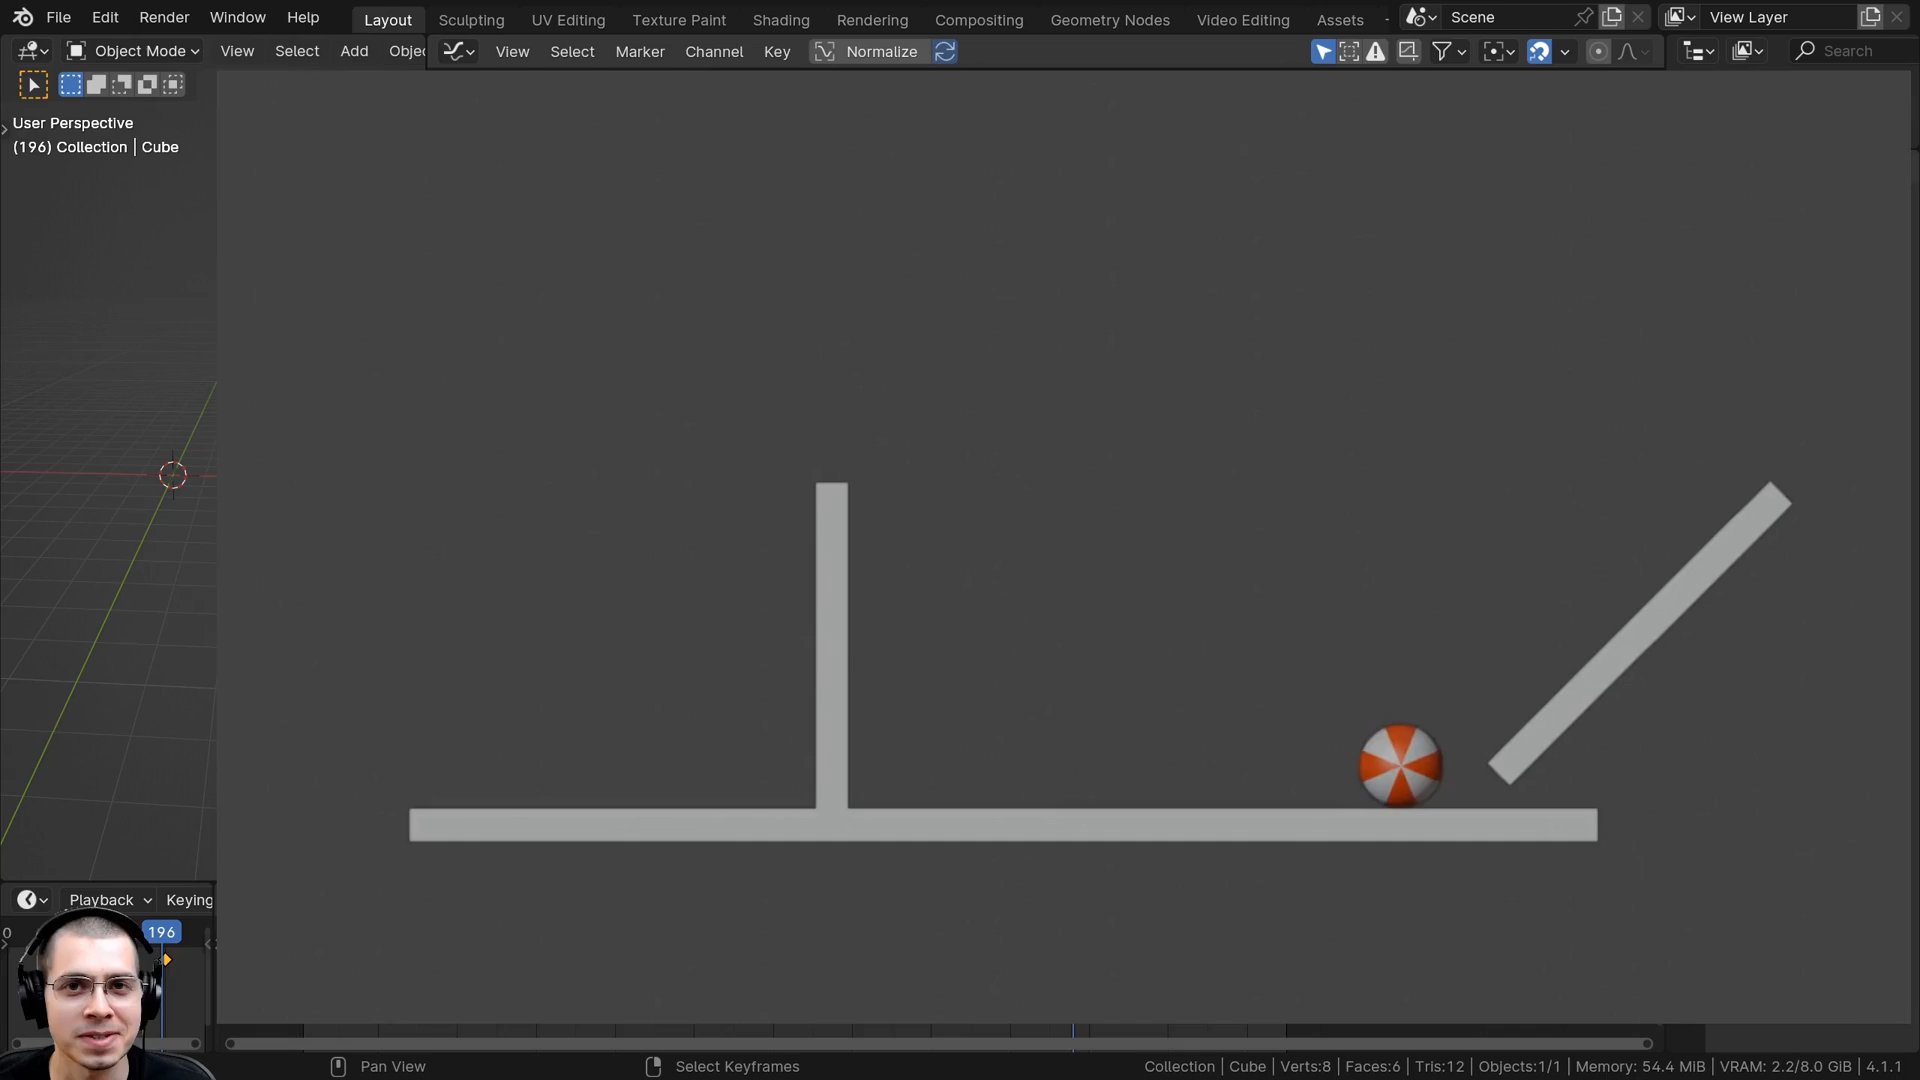 File Edit Render Window Help Layout Sculpting UV Editing Texture Paint Shading Rendering Compositing Geometry Nodes Video Editing Assets Scene View Layer
Object Mode View Select Add Objec View Select Marker Channel Key Normalize Search
User Perspective
(196) Collection | Cube
Playback Keying
0 196
Pan View Select Keyframes Collection | Cube | Verts:8 | Faces:6 | Tris:12 | Objects:1/1 | Memory: 54.4 MiB | VRAM: 2.2/8.0 GiB | 4.1.1